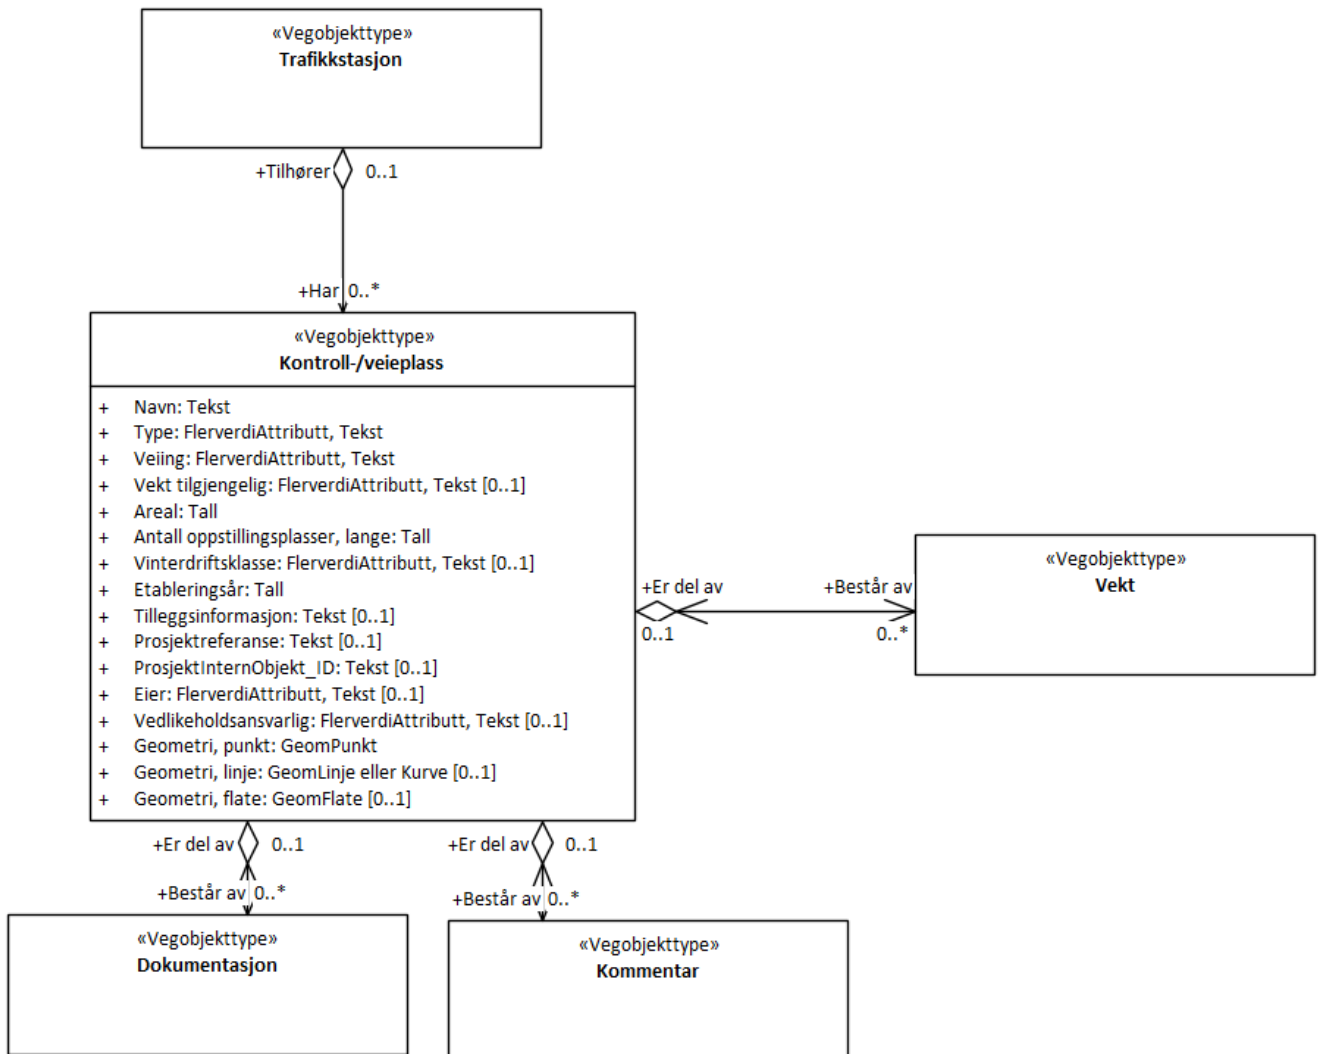 «Vegobjekttype»
Trafikkstasjon
+Tilhører 0..1
+Har 0..*
«Vegobjekttype»
Kontroll-/veieplass
+ Navn: Tekst
+ Type: FlerverdiAttributt, Tekst
+ Veiing: FlerverdiAttributt, Tekst
+ Vekt tilgjengelig: FlerverdiAttributt, Tekst [0..1]
+ Areal: Tall
+ Antall oppstillingsplasser, lange: Tall
+ Vinterdriftsklasse: FlerverdiAttributt, Tekst [0..1]
+ Etableringsår: Tall
+ Tilleggsinformasjon: Tekst [0..1]
+ Prosjektreferanse: Tekst [0..1]
+ ProsjektInternObjekt_ID: Tekst [0..1]
+ Eier: FlerverdiAttributt, Tekst [0..1]
+ Vedlikeholdsansvarlig: FlerverdiAttributt, Tekst [0..1]
+ Geometri, punkt: GeomPunkt
+ Geometri, linje: GeomLinje eller Kurve [0..1]
+ Geometri, flate: GeomFlate [0..1]
+Er del av +Består av
0..1 0..*
«Vegobjekttype»
Vekt
+Er del av 0..1
+Består av 0..*
«Vegobjekttype»
Dokumentasjon
+Er del av 0..1
+Består av 0..*
«Vegobjekttype»
Kommentar